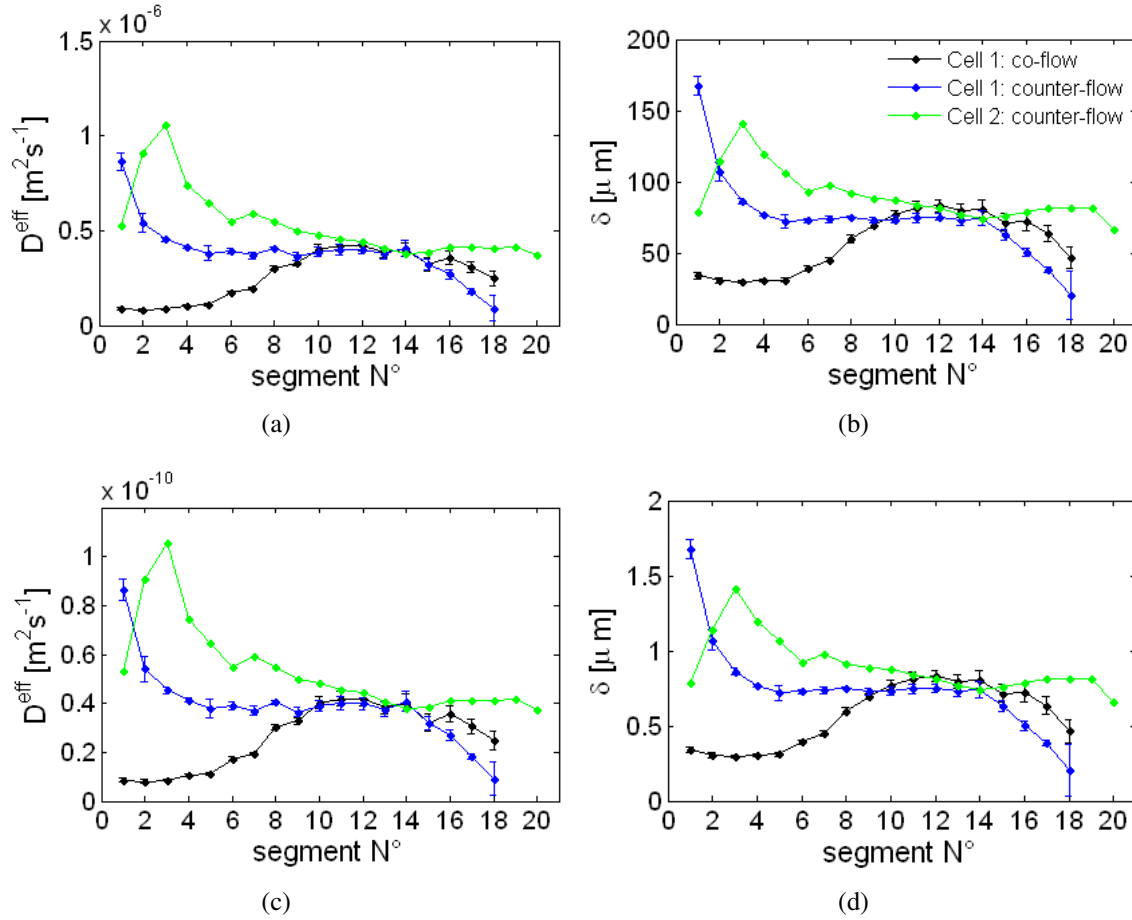 x 10⁻⁶
1.5
1
0.5
0
D^eff [m² s⁻¹]
0 2 4 6 8 10 12 14 16 18 20
segment N°
(a)
200
150
100
50
0
δ [μ m]
Cell 1: co-flow
Cell 1: counter-flow
Cell 2: counter-flow
0 2 4 6 8 10 12 14 16 18 20
segment N°
(b)
x 10⁻¹⁰
1
0.8
0.6
0.4
0.2
0
D^eff [m² s⁻¹]
0 2 4 6 8 10 12 14 16 18 20
segment N°
(c)
2
1.5
1
0.5
0
δ [μ m]
0 2 4 6 8 10 12 14 16 18 20
segment N°
(d)